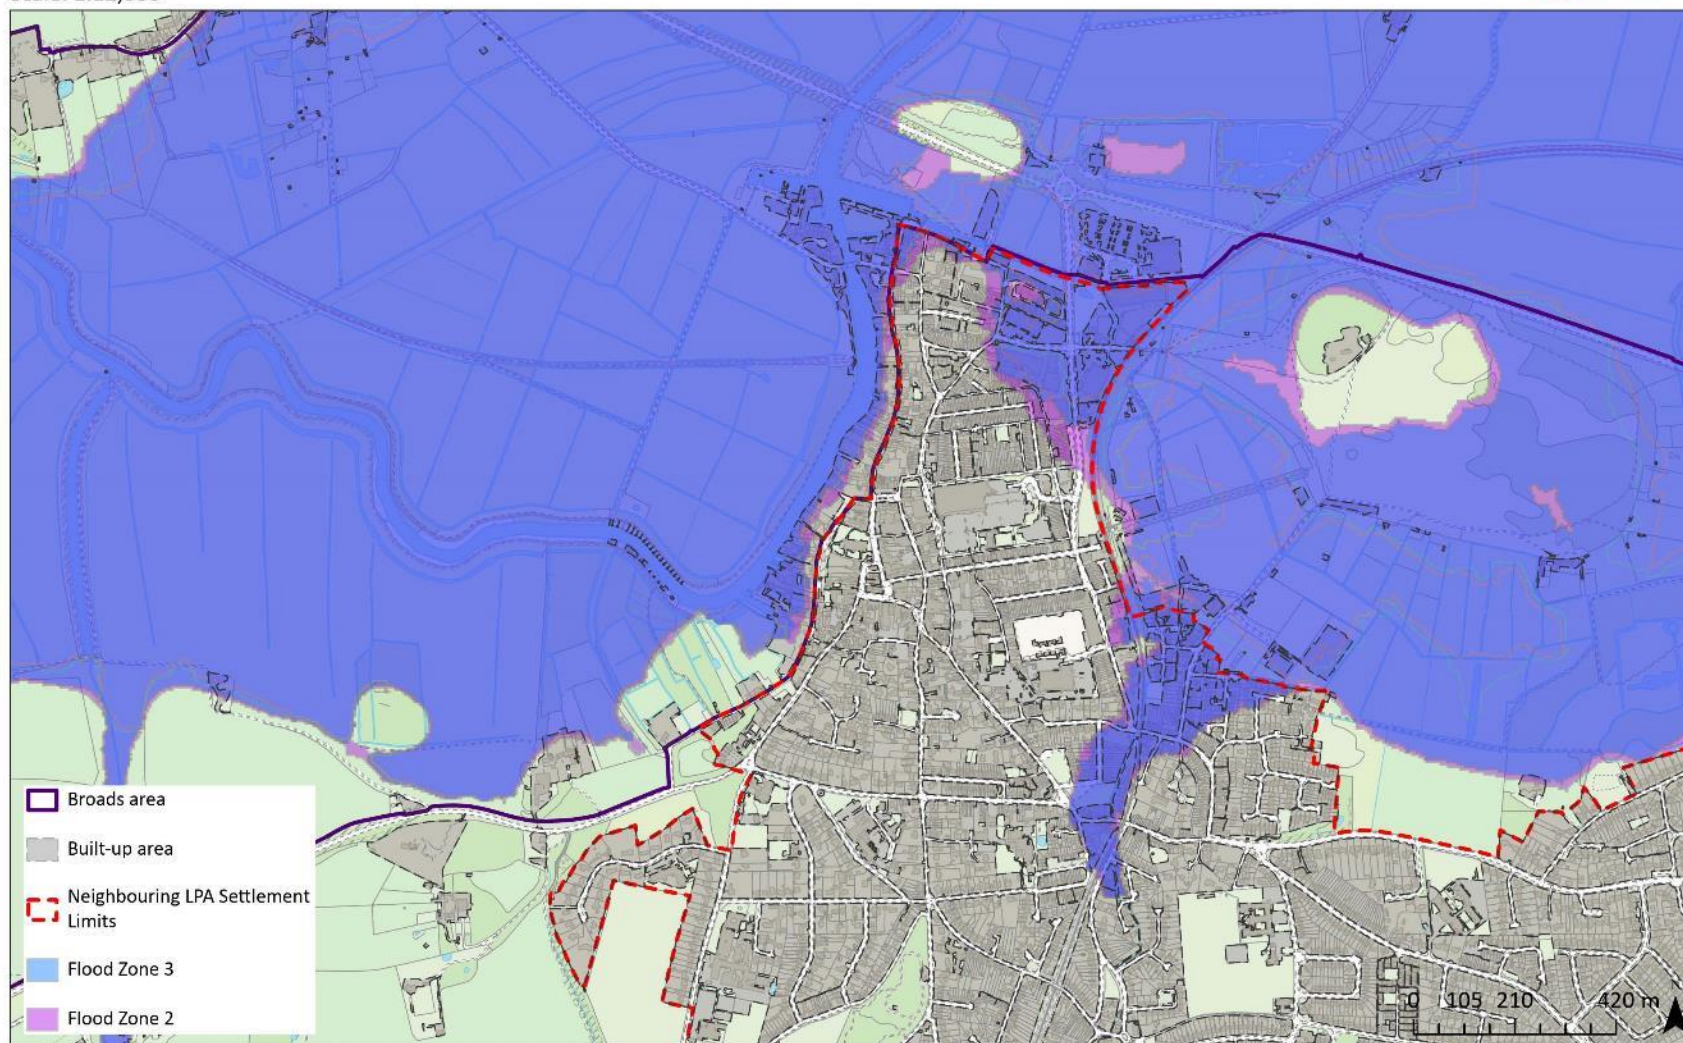 Broads area
Built-up area
Neighbouring LPA Settlement
Limits
Flood Zone 3
Flood Zone 2
0 105 210 420 m